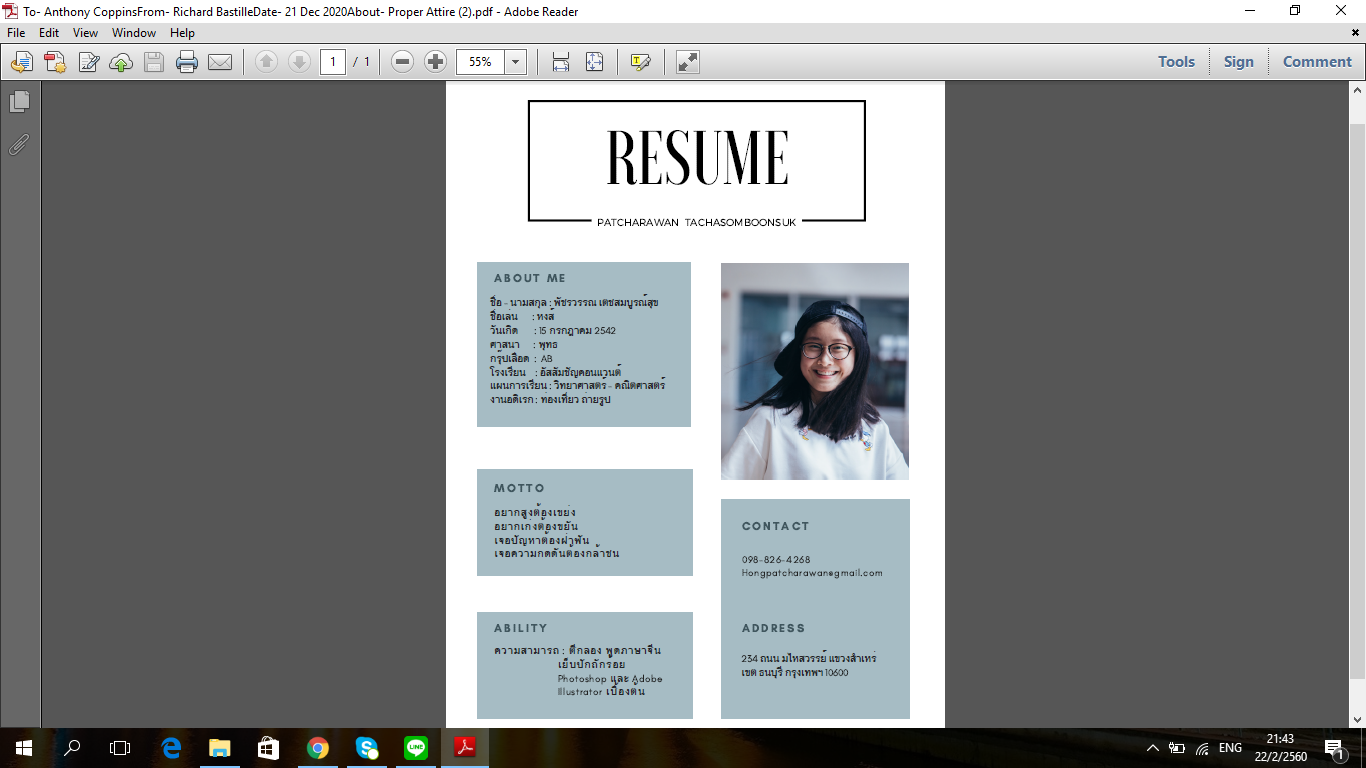 To- Anthony CoppinsFrom- Richard BastilleDate- 21 Dec 2020About- Proper Attire (2).pdf - Adobe Reader
File Edit View Window Help
1 / 1 55% Tools Sign Comment
RESUME
PATCHARAWAN TACHASOMBOONSUK
ABOUT ME
ชื่อ - นามสกุล : พัชรวรรณ เตชสมบูรณ์สุข
ชื่อเล่น : หงส์
วันเกิด : 15 กรกฎาคม 2542
ศาสนา : พุทธ
กรุ๊ปเลือด : AB
โรงเรียน : อัสสัมชัญคอนแวนต์
แผนการเรียน : วิทยาศาสตร์ - คณิตศาสตร์
งานอดิเรก : ท่องเที่ยว ถ่ายรูป
MOTTO
อยากสูงต้องเขย่ง
อยากเก่งต้องขยัน
เจอปัญหาต้องฝ่าฟัน
เจอความกดดันต้องกล้าชน
ABILITY
ความสามารถ : ตีกลอง พูดภาษาจีน
เย็บปักถักร้อย
Photoshop และ Adobe
Illustrator เบื้องต้น
CONTACT
098-826-4268
Hongpatcharawan@gmail.com
ADDRESS
234 ถนน มไหสวรรย์ แขวงสำเหร่
เขต ธนบุรี กรุงเทพฯ 10600
LINE
ENG
21:43
22/2/2560
1